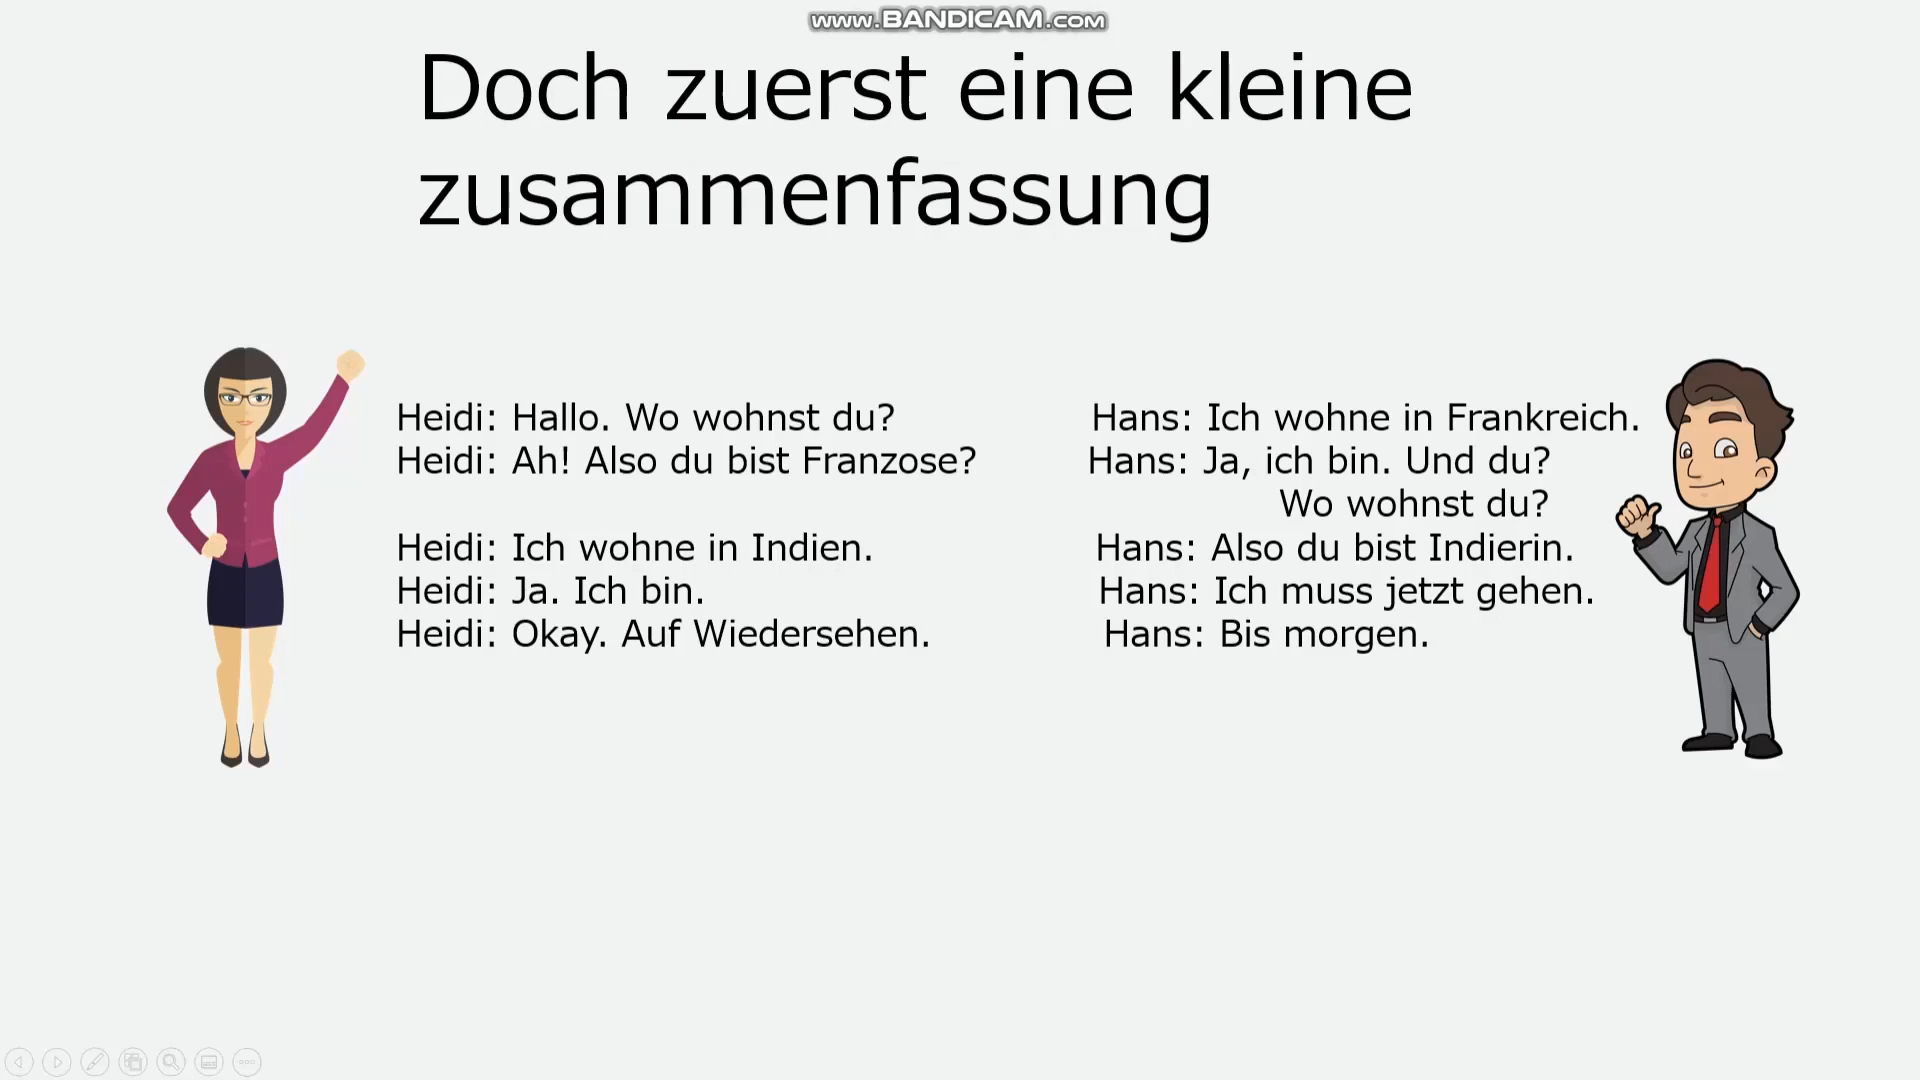 www.BANDICAM.com
Doch zuerst eine kleine
zusammenfassung
Heidi: Hallo. Wo wohnst du? Hans: Ich wohne in Frankreich.
Heidi: Ah! Also du bist Franzose? Hans: Ja, ich bin. Und du?
Wo wohnst du?
Heidi: Ich wohne in Indien. Hans: Also du bist Indierin.
Heidi: Ja. Ich bin. Hans: Ich muss jetzt gehen.
Heidi: Okay. Auf Wiedersehen. Hans: Bis morgen.